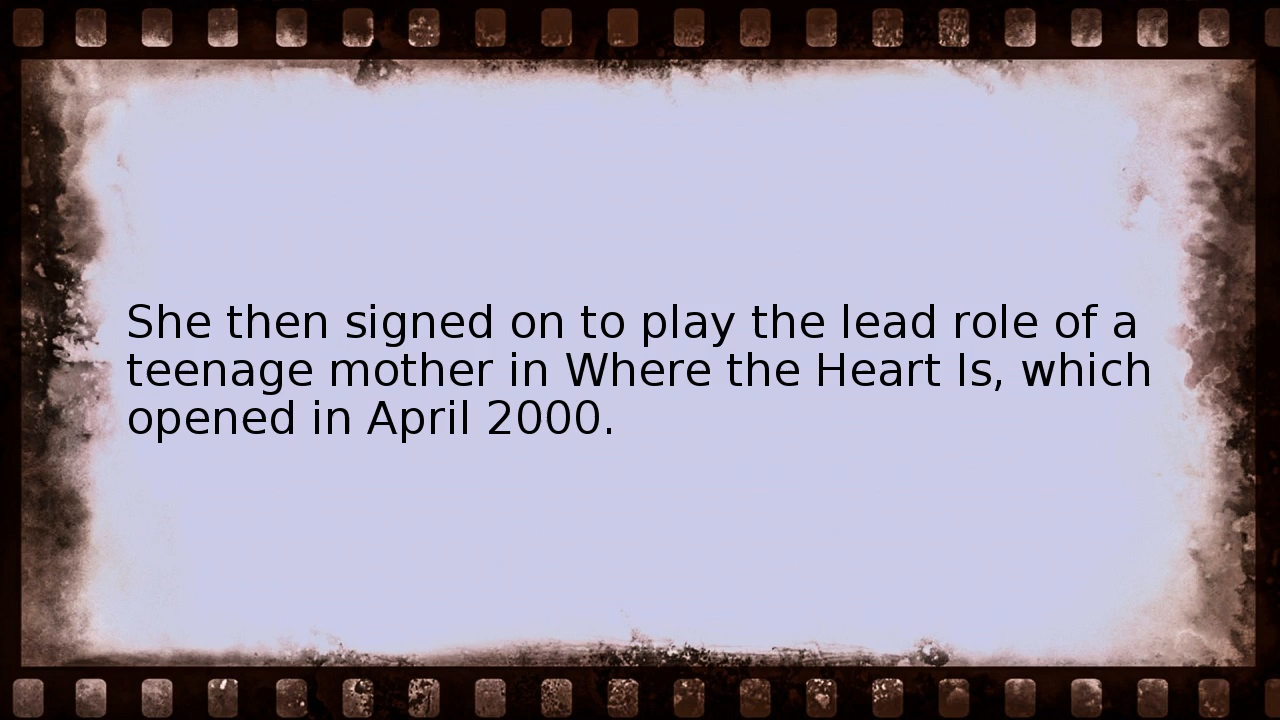 She then signed on to play the lead role of a
teenage mother in Where the Heart Is, which
opened in April 2000.